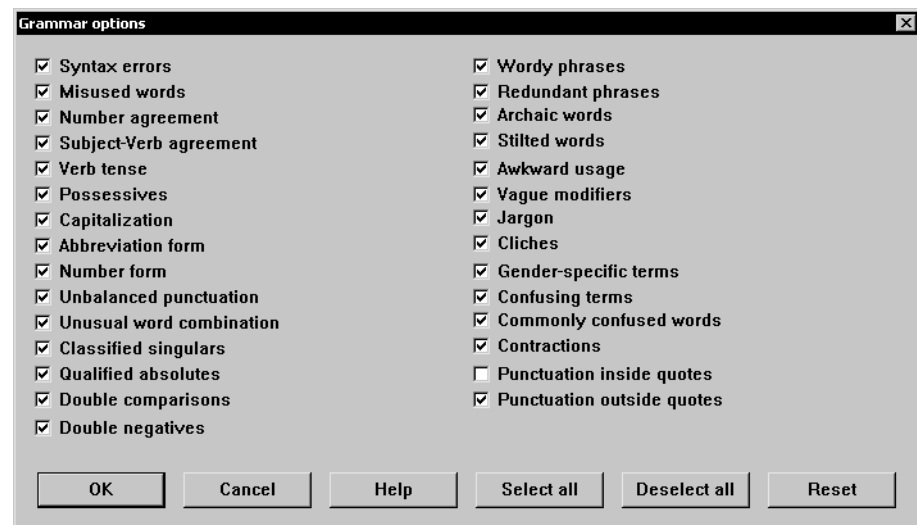 Grammar options
Syntax errors
Misused words
Number agreement
Subject-Verb agreement
Verb tense
Possessives
Capitalization
Abbreviation form
Number form
Unbalanced punctuation
Unusual word combination
Classified singulars
Qualified absolutes
Double comparisons
Double negatives
Wordy phrases
Redundant phrases
Archaic words
Stilted words
Awkward usage
Vague modifiers
Jargon
Cliches
Gender-specific terms
Confusing terms
Commonly confused words
Contractions
Punctuation inside quotes
Punctuation outside quotes
OK
Cancel
Help
Select all
Deselect all
Reset